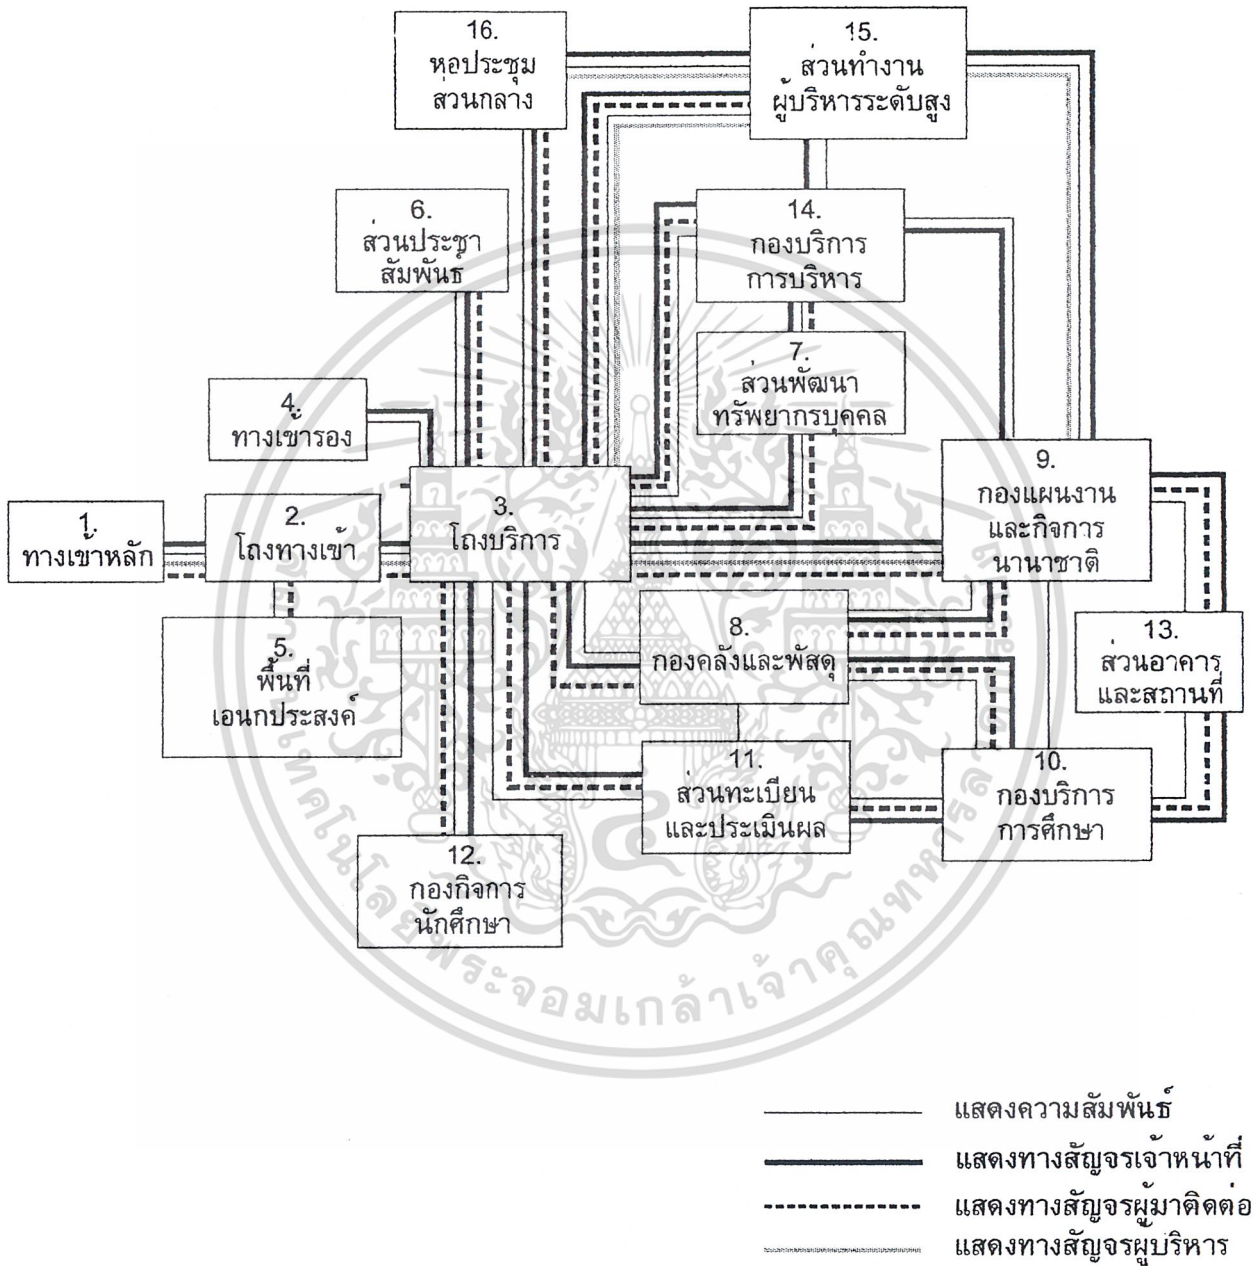 16.
หอประชุม
ส่วนกลาง
15.
ส่วนทำงาน
ผู้บริหารระดับสูง
6.
ส่วนประชา
สัมพันธ์
14.
กองบริการ
การบริหาร
7.
ส่วนพัฒนา
ทรัพยากรบุคคล
4.
ทางเข้ารอง
1.
ทางเข้าหลัก
2.
โถงทางเข้า
3.
โถงบริการ
9.
กองแผนงาน
และกิจการ
นานาชาติ
5.
พื้นที่
เอนกประสงค์
8.
กองคลังและพัสดุ
13.
ส่วนอาคาร
และสถานที่
11.
ส่วนทะเบียน
และประเมินผล
10.
กองบริการ
การศึกษา
12.
กองกิจการ
นักศึกษา
แสดงความสัมพันธ์
แสดงทางสัญจรเจ้าหน้าที่
แสดงทางสัญจรผู้มาติดต่อ
แสดงทางสัญจรผู้บริหาร
พระจอมเกล้าเจ้าคุณทหาร